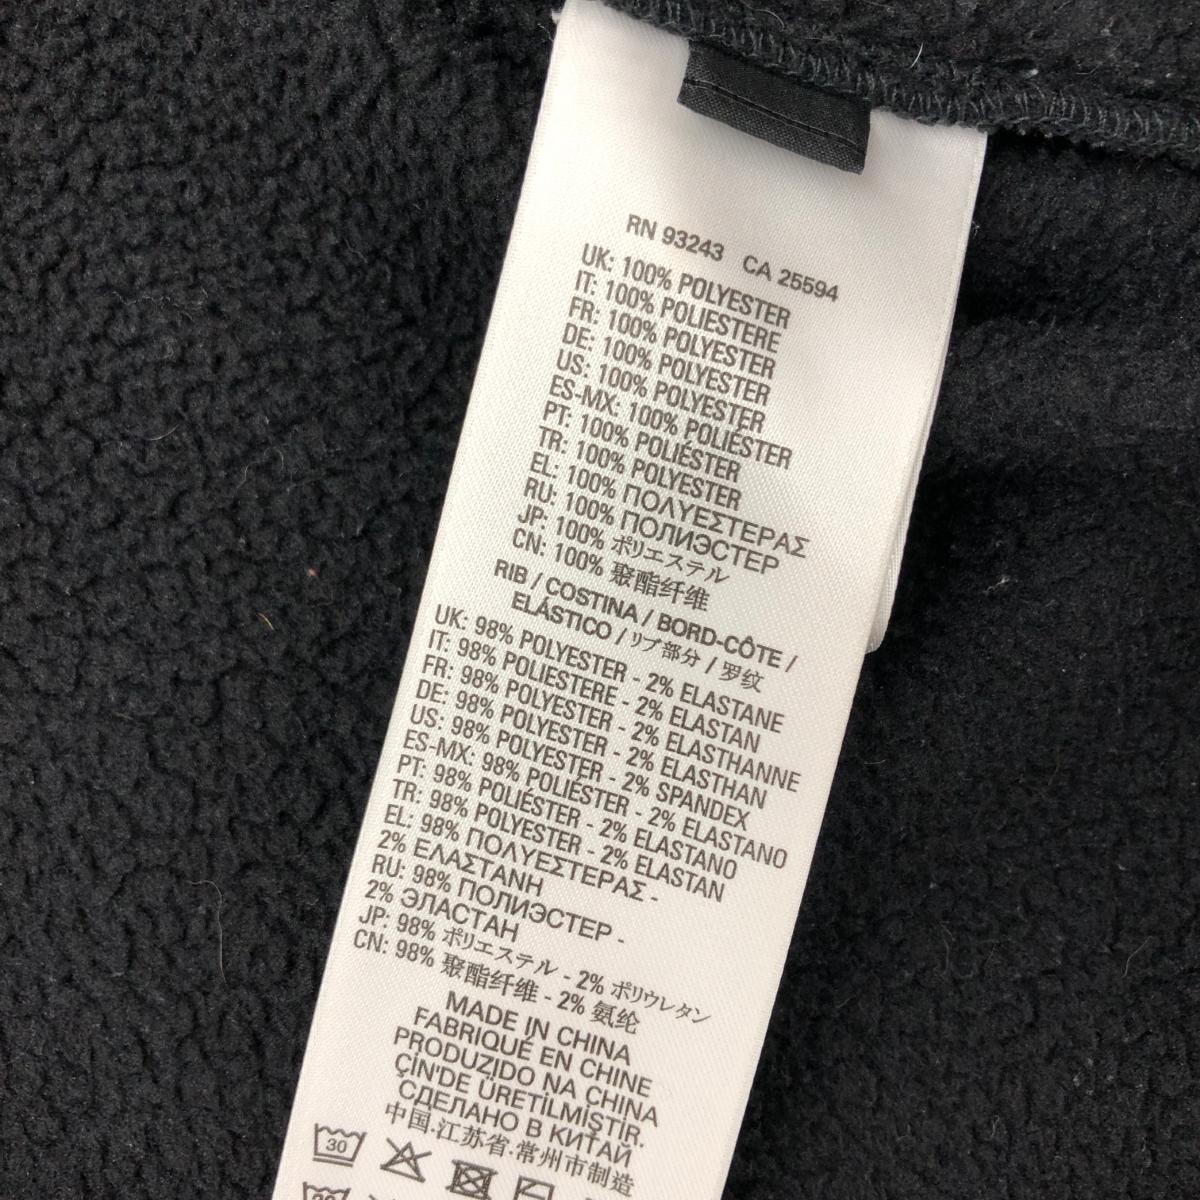 RN 93243 CA 25594
UK: 100% POLYESTER
IT: 100% POLIESTERE
FR: 100% POLYESTER
DE: 100% POLYESTER
US: 100% POLYESTER
ES-MX: 100% POLIÉSTER
PT: 100% POLIÉSTER
TR: 100% POLYESTER
EL: 100% ΠΟΛΥΕΣΤΕΡΑΣ
RU: 100% ПОЛИЭСТЕР
JP: 100% ポリエステル
CN: 100% 聚酯纤维
RIB / COSTINA / BORD-CÔTE /
ELÁSTICO / リブ部分 / 罗纹
UK: 98% POLYESTER - 2% ELASTANE
IT: 98% POLIESTERE - 2% ELASTAN
FR: 98% POLYESTER - 2% ELASTHANNE
DE: 98% POLYESTER - 2% ELASTHAN
US: 98% POLYESTER - 2% SPANDEX
ES-MX: 98% POLIÉSTER - 2% ELASTANO
PT: 98% POLIÉSTER - 2% ELASTANO
TR: 98% POLYESTER - 2% ELASTAN
EL: 98% ΠΟΛΥΕΣΤΕΡΑΣ -
2% ΕΛΑΣΤΑΝΗ
RU: 98% ПОЛИЭСТЕР -
2% ЭЛАСТАН
JP: 98% ポリエステル - 2% ポリウレタン
CN: 98% 聚酯纤维 - 2% 氨纶
MADE IN CHINA
FABRIQUÉ EN CHINE
PRODUZIDO NA CHINA
ÇİN'DE ÜRETİLMİŞTİR.
СДЕЛАНО В КИТАЙ
中国.江苏省.常州市制造
30